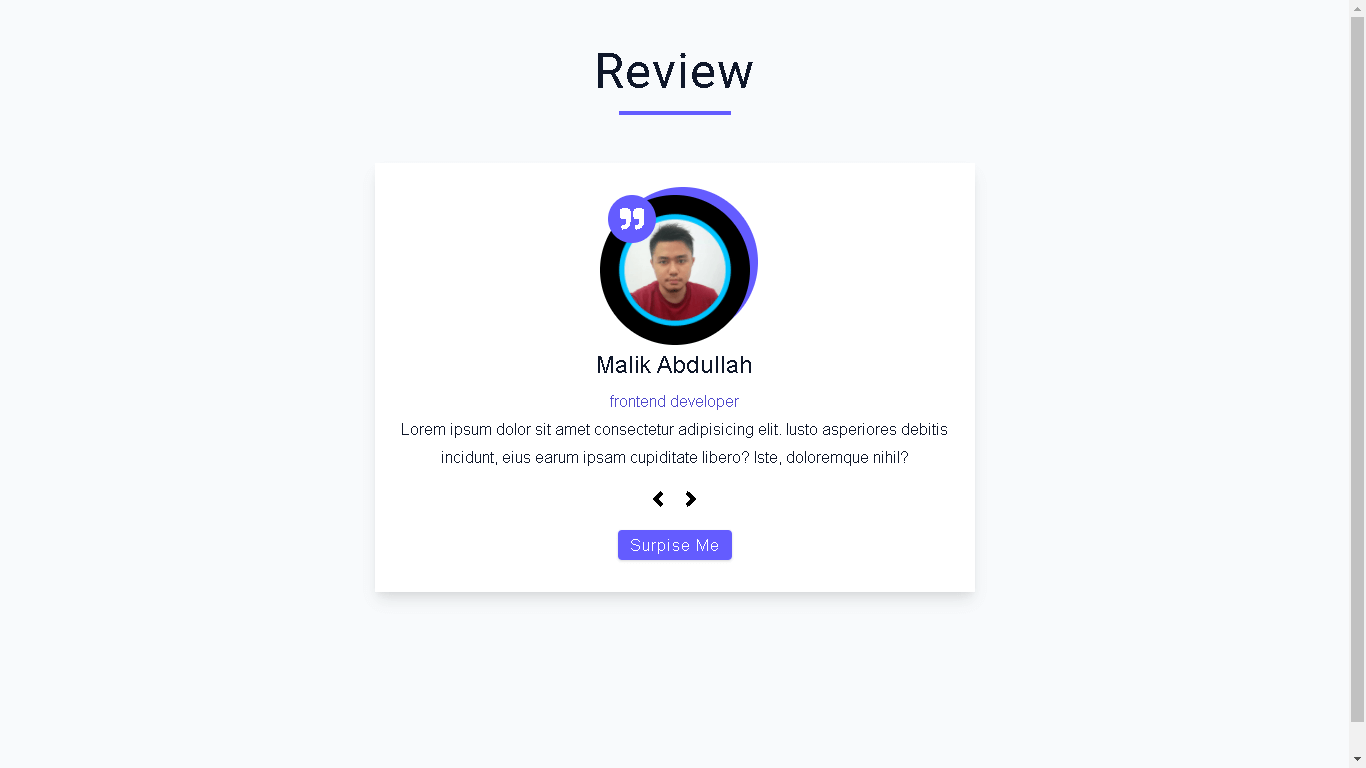 Review
Malik Abdullah
frontend developer
Lorem ipsum dolor sit amet consectetur adipisicing elit. Iusto asperiores debitis
incidunt, eius earum ipsam cupiditate libero? Iste, doloremque nihil?
Surpise Me